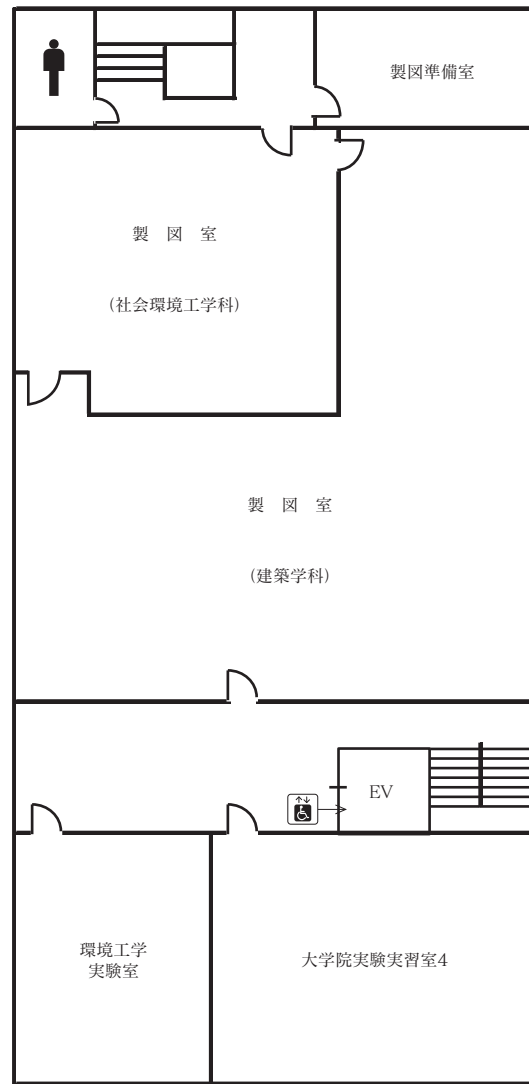 製図準備室
製　図　室
(社会環境工学科)
製　図　室
(建築学科)
EV
環境工学
実験室
大学院実験実習室4